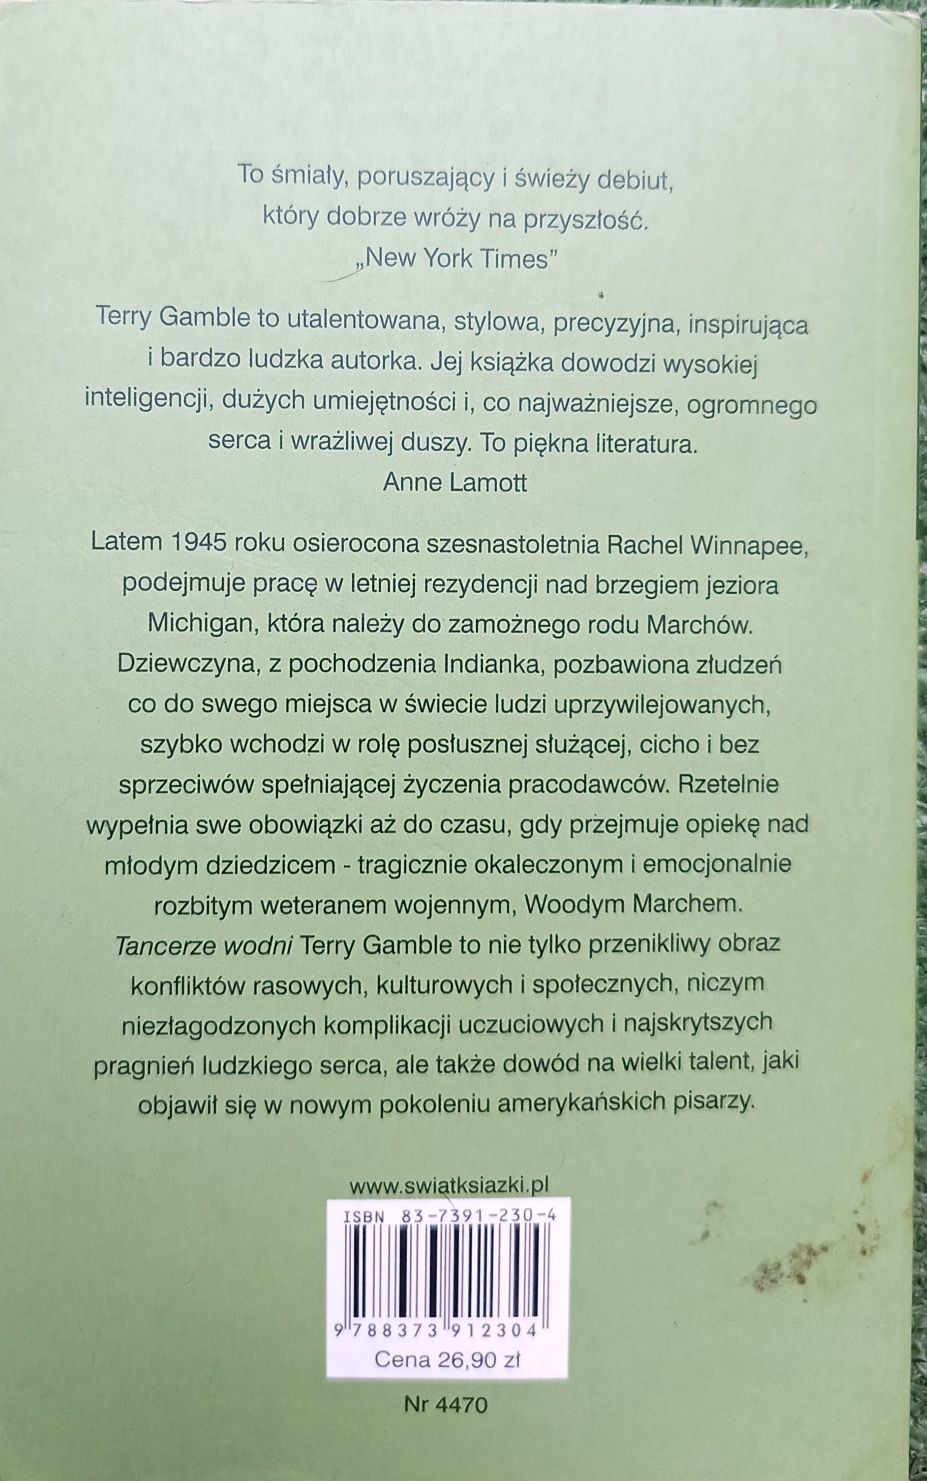 To śmiały, poruszający i świeży debiut,
który dobrze wróży na przyszłość.
„New York Times”
Terry Gamble to utalentowana, stylowa, precyzyjna, inspirująca
i bardzo ludzka autorka. Jej książka dowodzi wysokiej
inteligencji, dużych umiejętności i, co najważniejsze, ogromnego
serca i wrażliwej duszy. To piękna literatura.
Anne Lamott
Latem 1945 roku osierocona szesnastoletnia Rachel Winnapee,
podejmuje pracę w letniej rezydencji nad brzegiem jeziora
Michigan, która należy do zamożnego rodu Marchów.
Dziewczyna, z pochodzenia Indianka, pozbawiona złudzeń
co do swego miejsca w świecie ludzi uprzywilejowanych,
szybko wchodzi w rolę posłusznej służącej, cicho i bez
sprzeciwów spełniającej życzenia pracodawców. Rzetelnie
wypełnia swe obowiązki aż do czasu, gdy przejmuje opiekę nad
młodym dziedzicem - tragicznie okaleczonym i emocjonalnie
rozbitym weteranem wojennym, Woodym Marchem.
Tancerze wodni Terry Gamble to nie tylko przenikliwy obraz
konfliktów rasowych, kulturowych i społecznych, niczym
niezłagodzonych komplikacji uczuciowych i najskrytszych
pragnień ludzkiego serca, ale także dowód na wielki talent, jaki
objawił się w nowym pokoleniu amerykańskich pisarzy.
www.swiatksiazki.pl
ISBN 83-7391-230-4
9 788373 912304
Cena 26,90 zł
Nr 4470